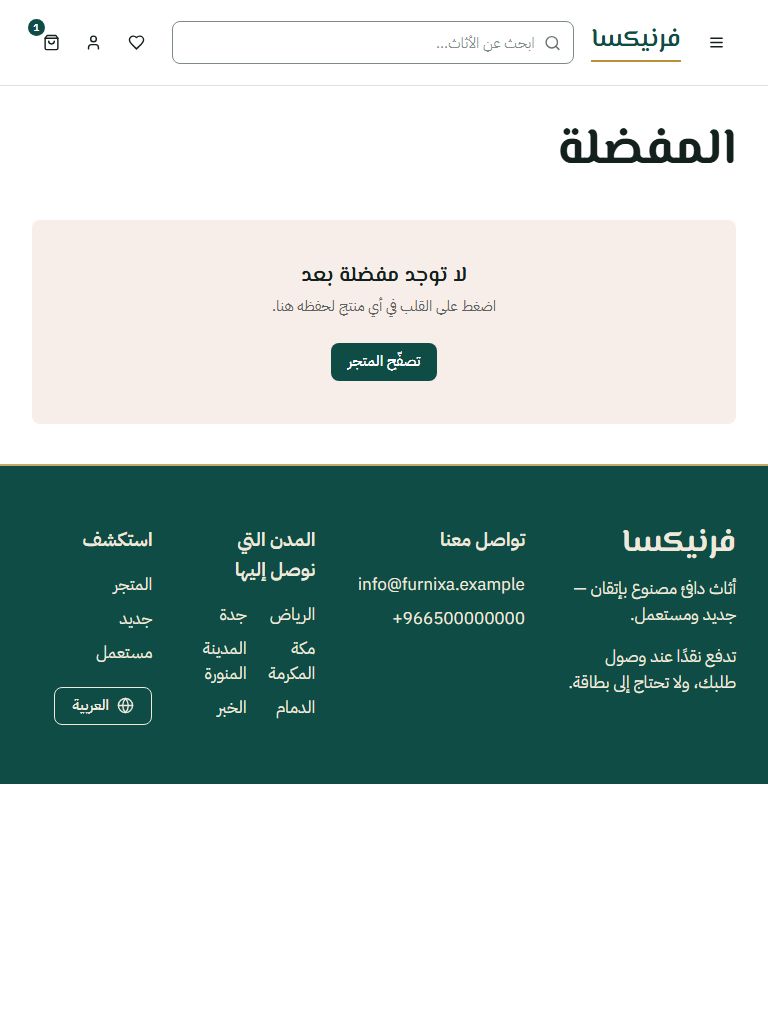 فرنيكسا
ابحث عن الأثاث...
1
المفضلة
لا توجد مفضلة بعد
اضغط على القلب في أي منتج لحفظه هنا.
تصفّح المتجر
فرنيكسا
أثاث دافئ مصنوع بإتقان —
جديد ومستعمل.
تدفع نقدًا عند وصول
طلبك، ولا تحتاج إلى بطاقة.
تواصل معنا
info@furnixa.example
+966500000000
المدن التي
نوصل إليها
الرياض
جدة
مكة
المكرمة
المدينة
المنورة
الدمام
الخبر
استكشف
المتجر
جديد
مستعمل
العربية